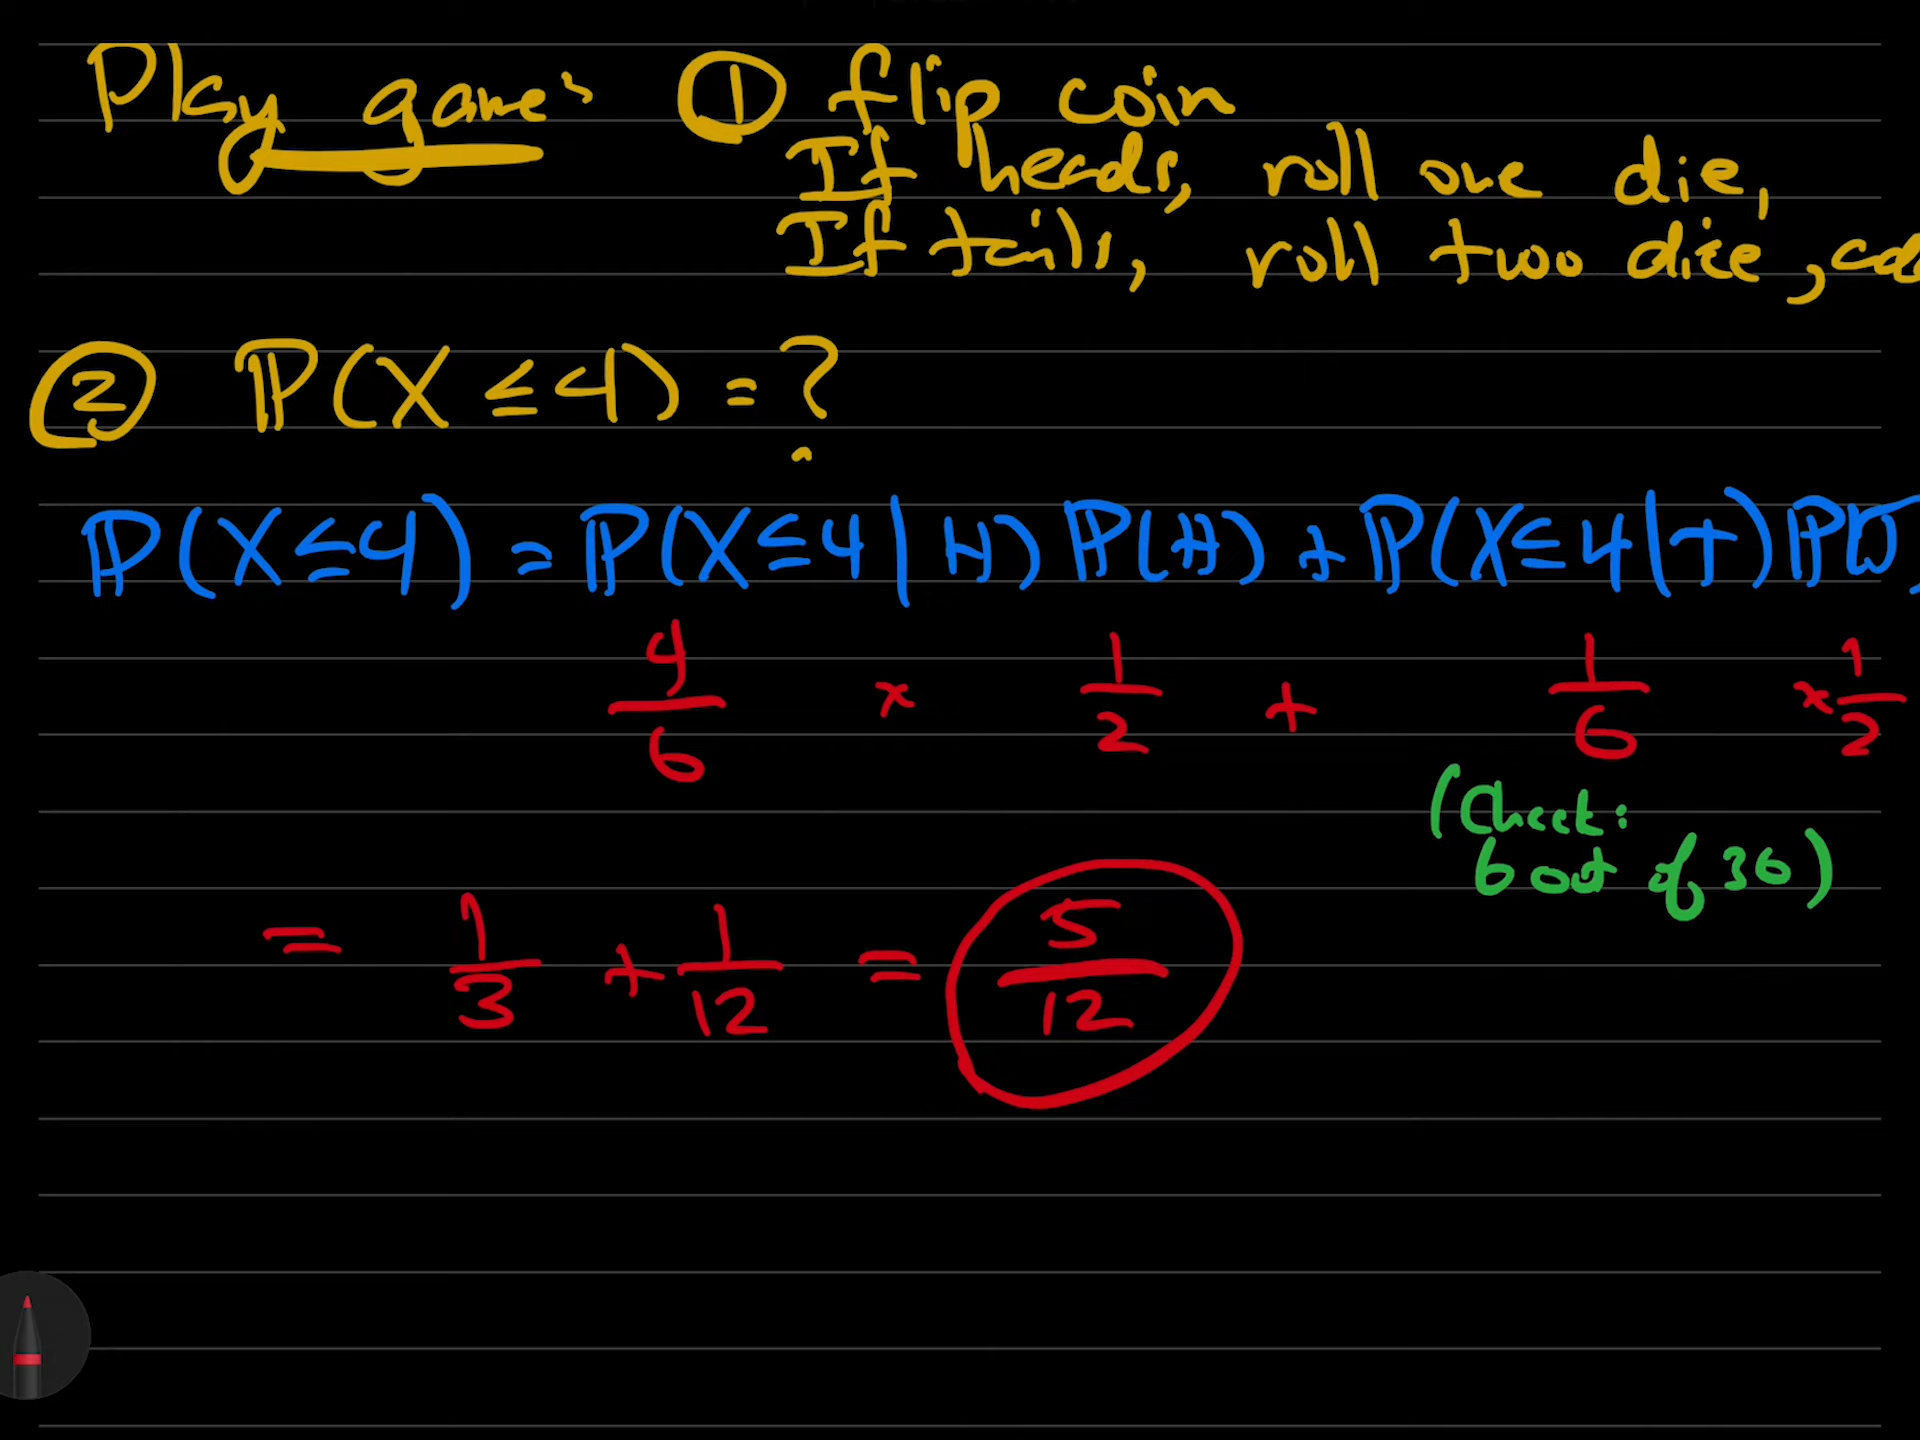 Play game: ① flip coin
If heads, roll one die,
If tails, roll two dice, ad
② ℙ(X ≤ 4) = ?
ℙ(X ≤ 4) = ℙ(X ≤ 4 | H) ℙ(H) + ℙ(X ≤ 4 | T) ℙ(T)
4/6 × 1/2 + 1/6 × 1/2
(Check:
6 out of 36)
= 1/3 + 1/12 = 5/12